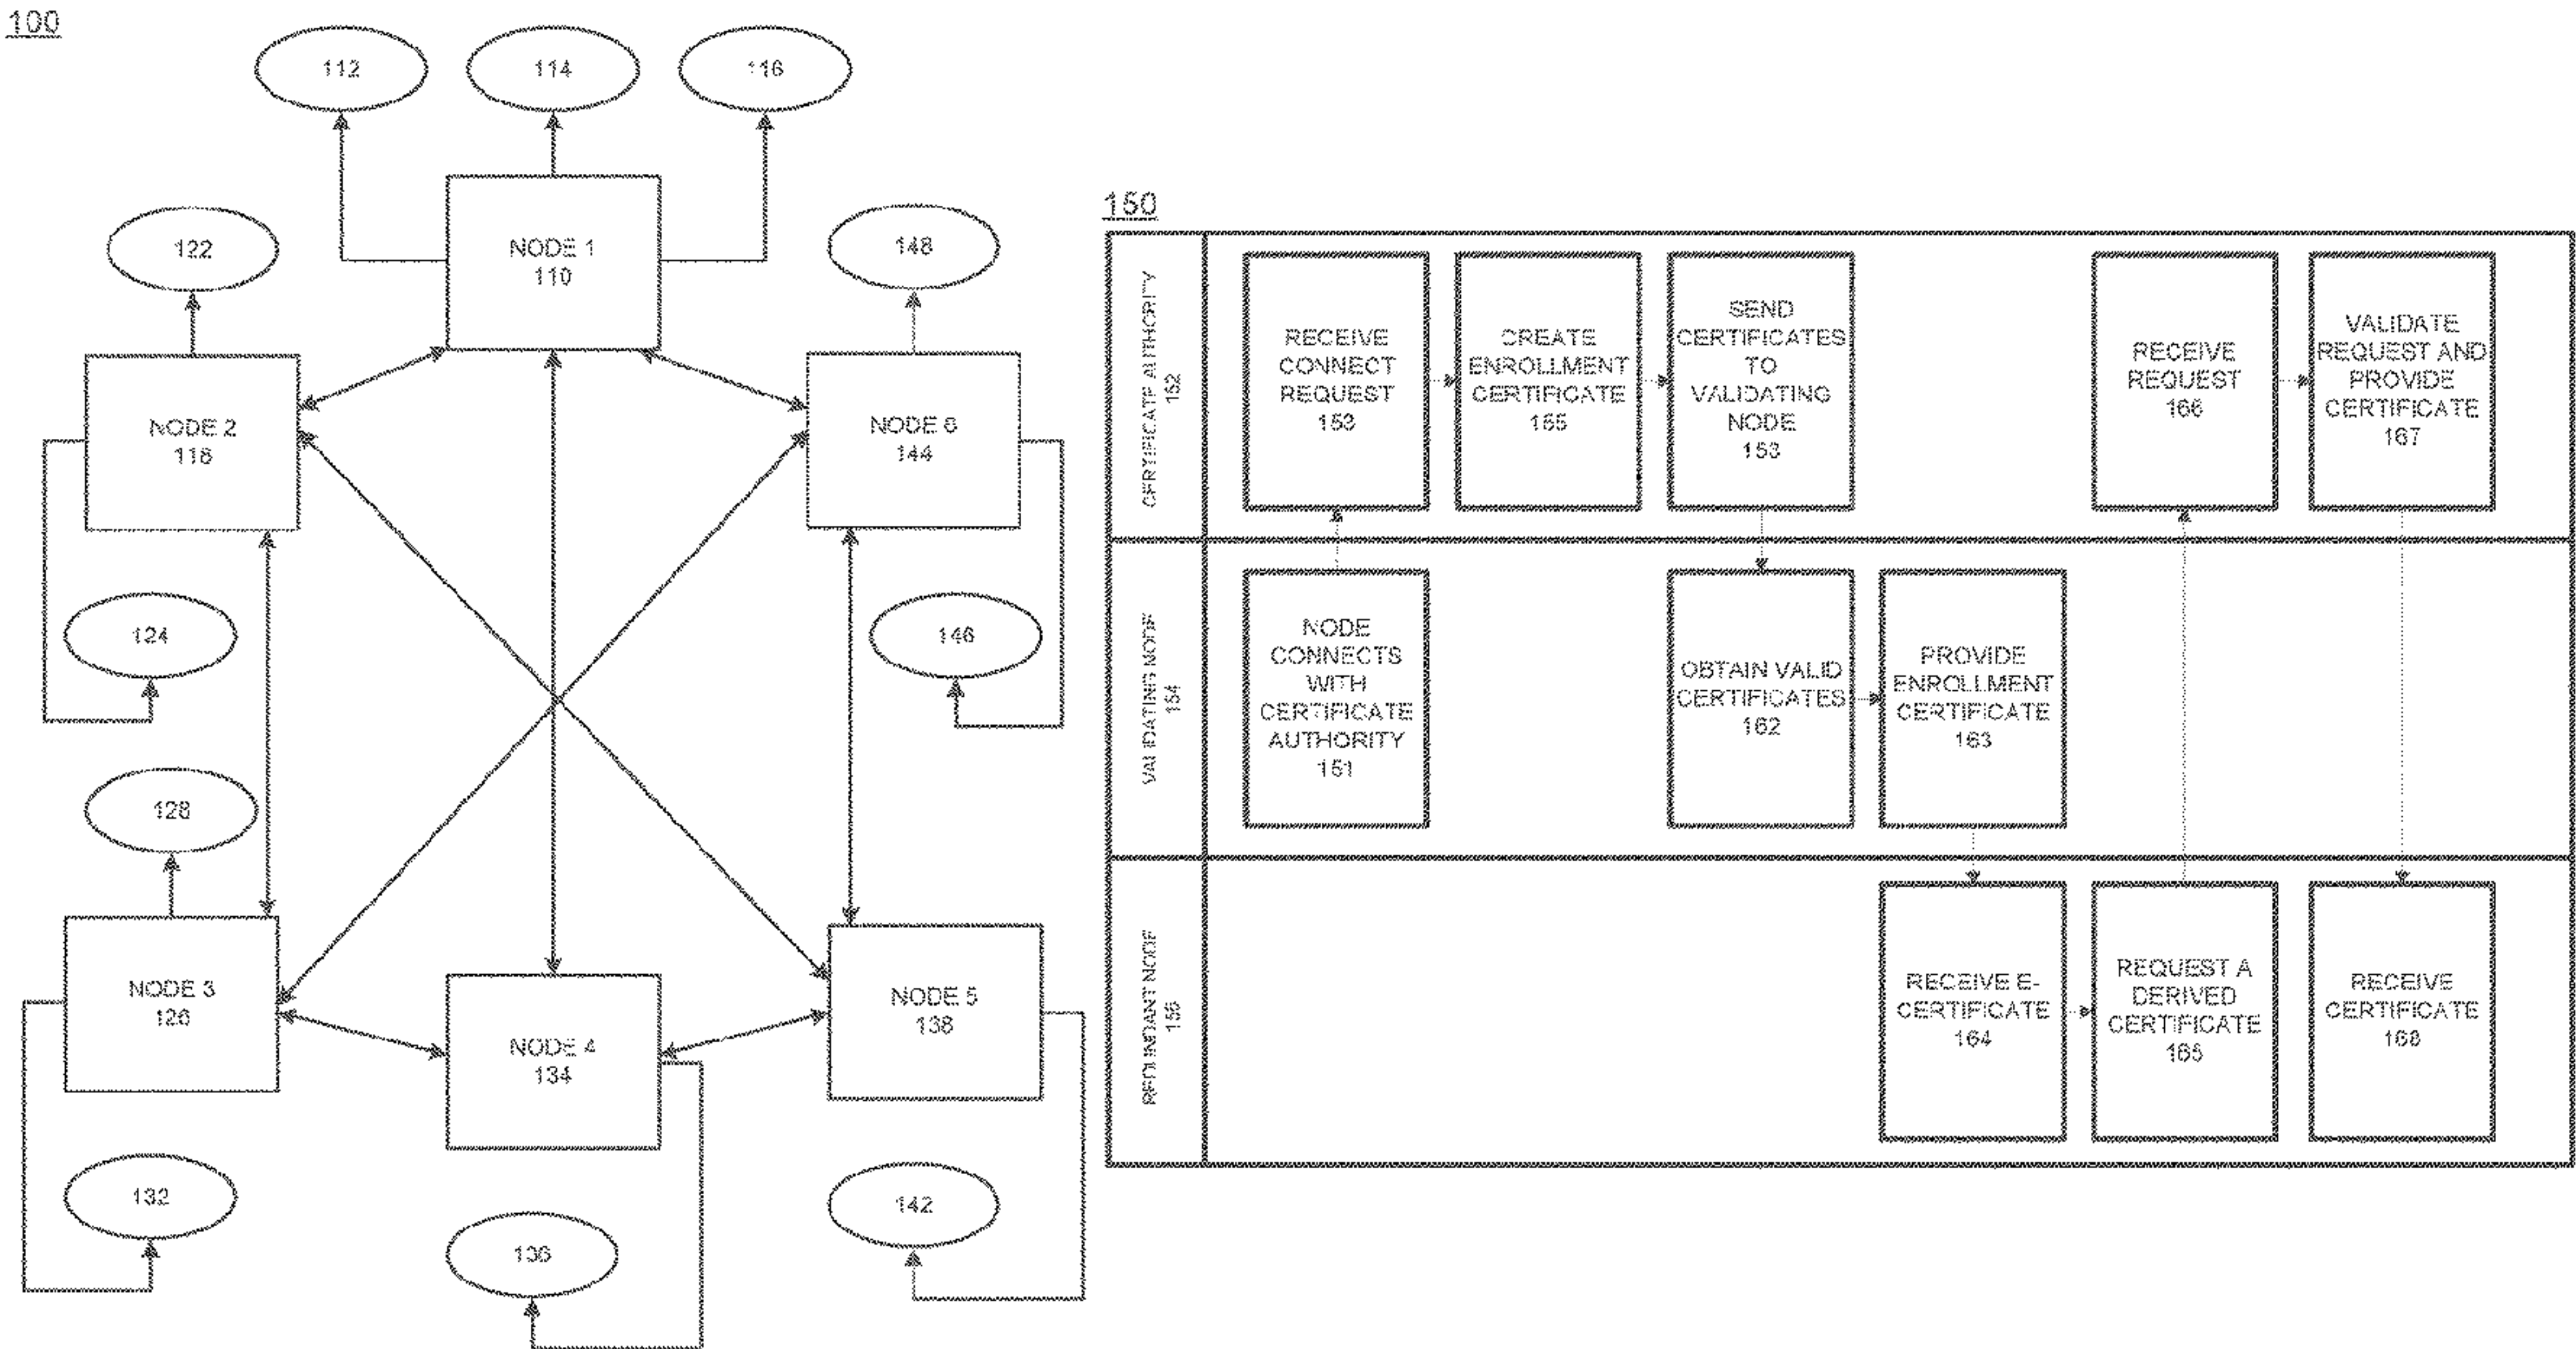 100
112
114
116
NODE 1
110
122
148
NODE 2
118
NODE 6
144
124
146
128
NODE 3
126
NODE 4
134
NODE 5
138
132
136
142
150
CERTIFICATE AUTHORITY
152
RECEIVE
CONNECT
REQUEST
153
CREATE
ENROLLMENT
CERTIFICATE
155
SEND
CERTIFICATES
TO
VALIDATING
NODE
158
RECEIVE
REQUEST
166
VALIDATE
REQUEST AND
PROVIDE
CERTIFICATE
167
VALIDATING NODE
154
NODE
CONNECTS
WITH
CERTIFICATE
AUTHORITY
151
OBTAIN VALID
CERTIFICATES
162
PROVIDE
ENROLLMENT
CERTIFICATE
163
REDUNDANT NODE
156
RECEIVE E-
CERTIFICATE
164
REQUEST A
DERIVED
CERTIFICATE
165
RECEIVE
CERTIFICATE
168